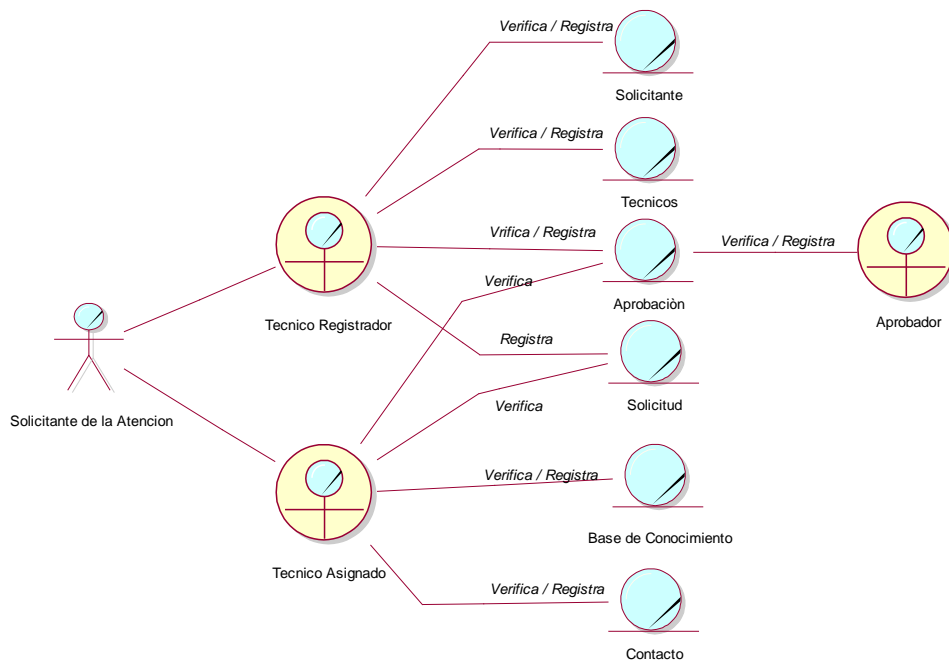 Verifica / Registra
Solicitante
Verifica / Registra
Tecnicos
Vrifica / Registra
Verifica / Registra
Verifica
Tecnico Registrador
Aprobaciòn
Aprobador
Registra
Solicitante de la Atencion
Verifica
Solicitud
Verifica / Registra
Base de Conocimiento
Tecnico Asignado
Verifica / Registra
Contacto